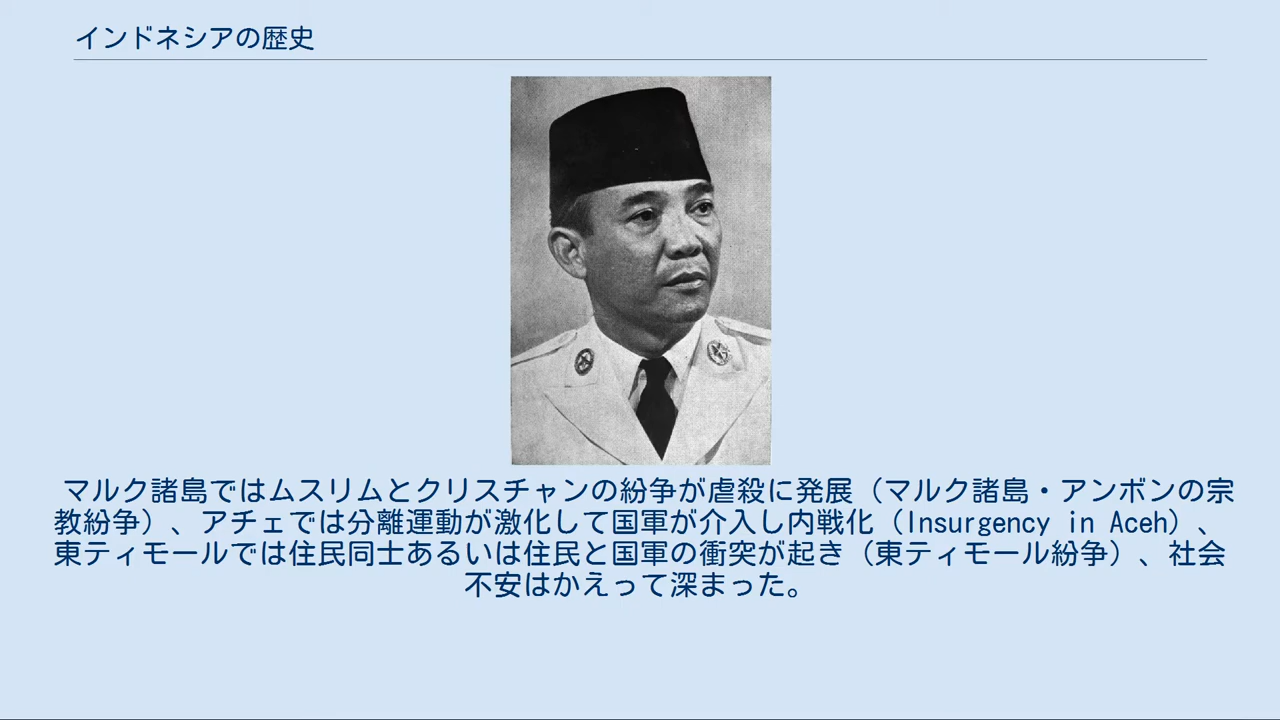 インドネシアの歴史
マルク諸島ではムスリムとクリスチャンの紛争が虐殺に発展（マルク諸島・アンボンの宗
教紛争）、アチェでは分離運動が激化して国軍が介入し内戦化（Insurgency in Aceh）、
東ティモールでは住民同士あるいは住民と国軍の衝突が起き（東ティモール紛争）、社会
不安はかえって深まった。